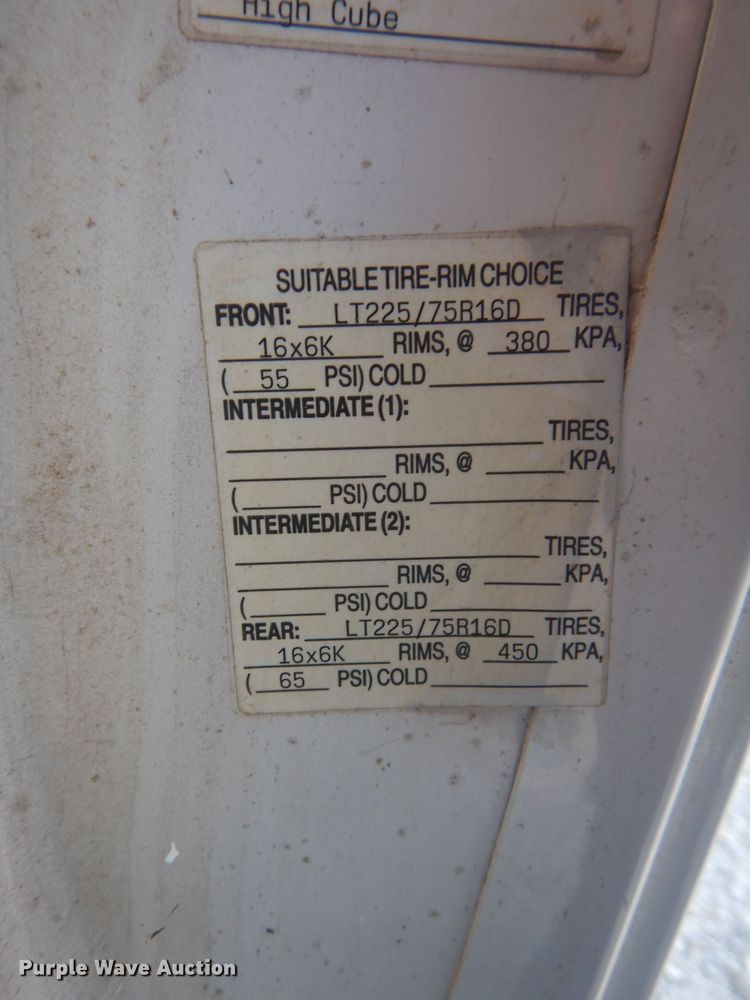 High Cube
SUITABLE TIRE-RIM CHOICE
FRONT: LT225/75R16D TIRES,
16x6K RIMS, @ 380 KPA,
( 55 PSI) COLD
INTERMEDIATE (1):
TIRES,
RIMS, @ KPA,
( PSI) COLD
INTERMEDIATE (2):
TIRES,
RIMS, @ KPA,
( PSI) COLD
REAR: LT225/75R16D TIRES,
16x6K RIMS, @ 450 KPA,
( 65 PSI) COLD
Purple Wave Auction